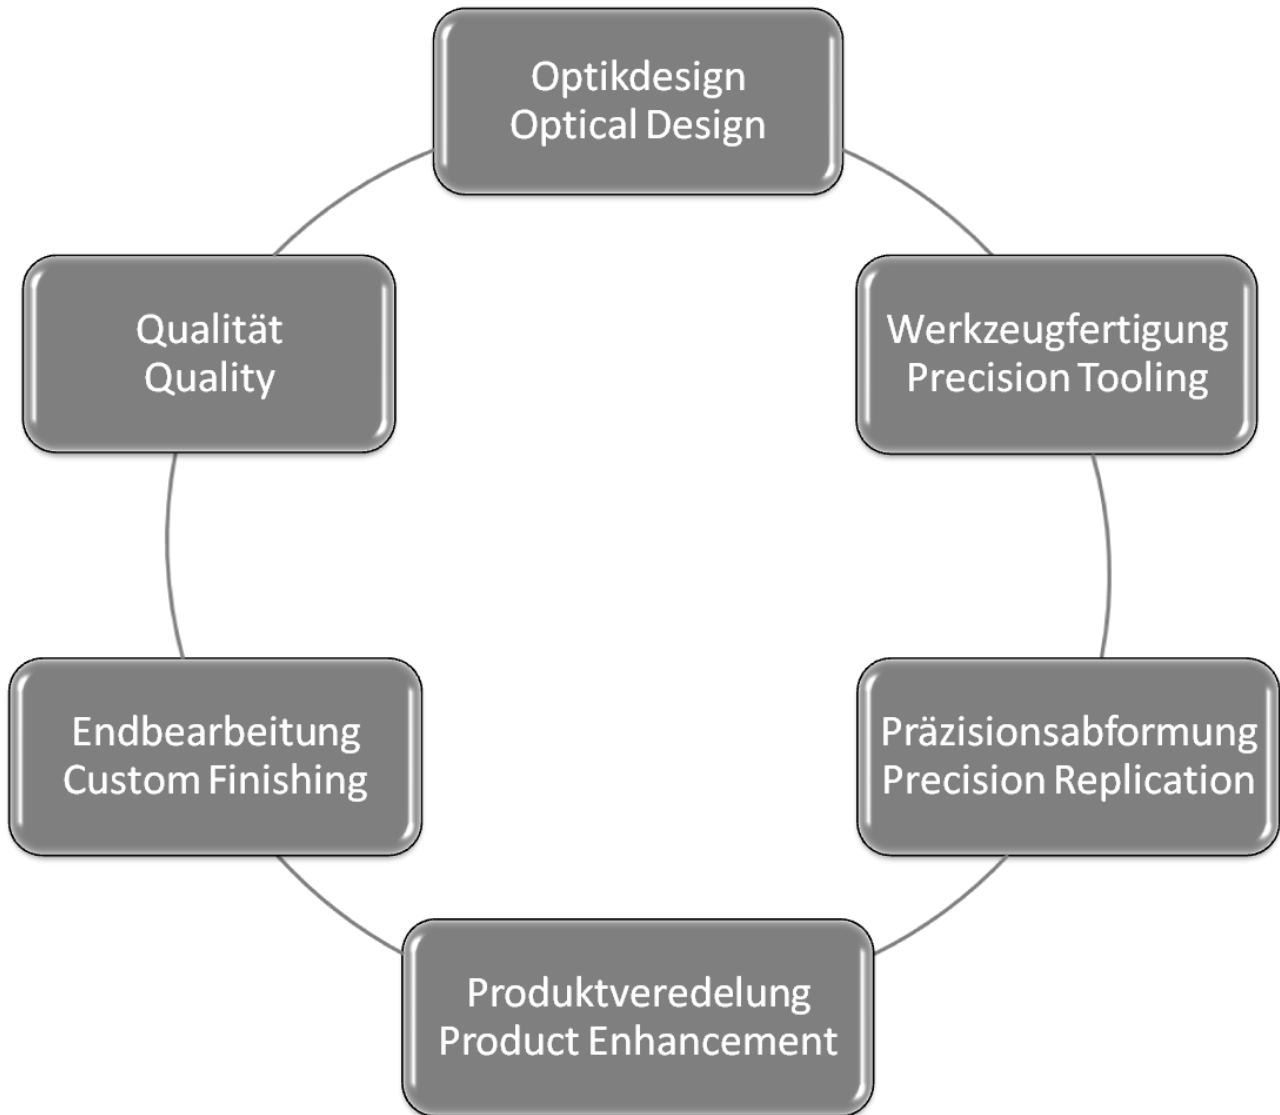 Optikdesign
Optical Design
Werkzeugfertigung
Precision Tooling
Präzisionsabformung
Precision Replication
Produktveredelung
Product Enhancement
Endbearbeitung
Custom Finishing
Qualität
Quality